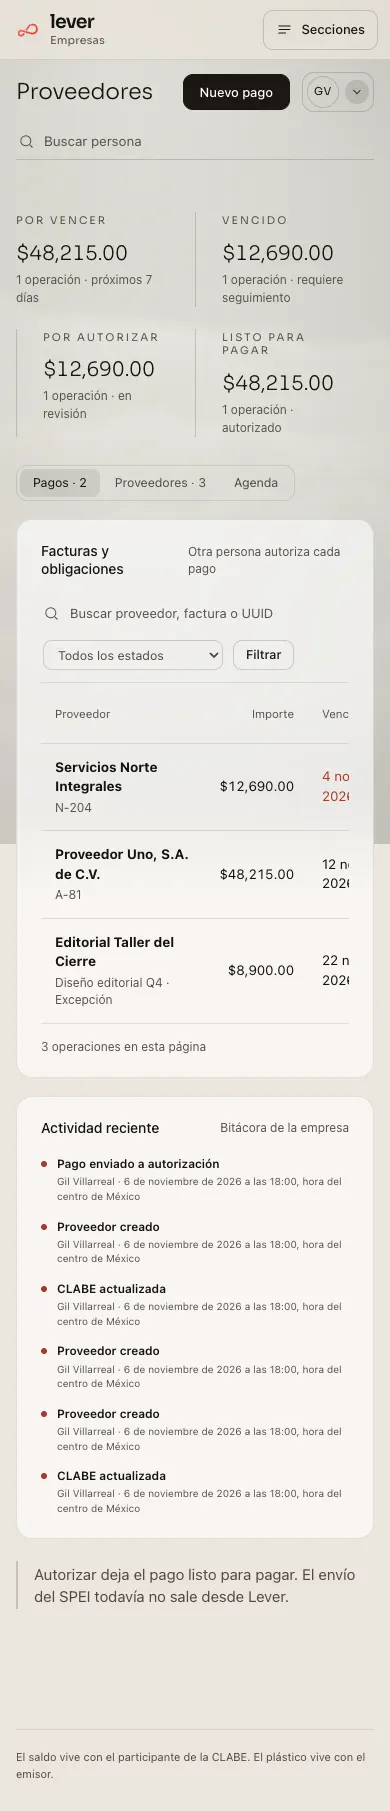 lever
Empresas
Secciones
Proveedores
Nuevo pago
GV
Buscar persona
POR VENCER
$48,215.00
1 operación · próximos 7
días
VENCIDO
$12,690.00
1 operación · requiere
seguimiento
POR AUTORIZAR
$12,690.00
1 operación · en
revisión
LISTO PARA
PAGAR
$48,215.00
1 operación ·
autorizado
Pagos · 2
Proveedores · 3
Agenda
Facturas y
obligaciones
Otra persona autoriza cada
pago
Buscar proveedor, factura o UUID
Todos los estados
Filtrar
Proveedor
Importe
Venc
Servicios Norte
Integrales
N-204
$12,690.00
4 no
2026
Proveedor Uno, S.A.
de C.V.
A-81
$48,215.00
12 n
2026
Editorial Taller del
Cierre
Diseño editorial Q4 ·
Excepción
$8,900.00
22 n
2026
3 operaciones en esta página
Actividad reciente
Bitácora de la empresa
Pago enviado a autorización
Gil Villarreal · 6 de noviembre de 2026 a las 18:00, hora del
centro de México
Proveedor creado
Gil Villarreal · 6 de noviembre de 2026 a las 18:00, hora del
centro de México
CLABE actualizada
Gil Villarreal · 6 de noviembre de 2026 a las 18:00, hora del
centro de México
Proveedor creado
Gil Villarreal · 6 de noviembre de 2026 a las 18:00, hora del
centro de México
Proveedor creado
Gil Villarreal · 6 de noviembre de 2026 a las 18:00, hora del
centro de México
CLABE actualizada
Gil Villarreal · 6 de noviembre de 2026 a las 18:00, hora del
centro de México
Autorizar deja el pago listo para pagar. El envío
del SPEI todavía no sale desde Lever.
El saldo vive con el participante de la CLABE. El plástico vive con el
emisor.